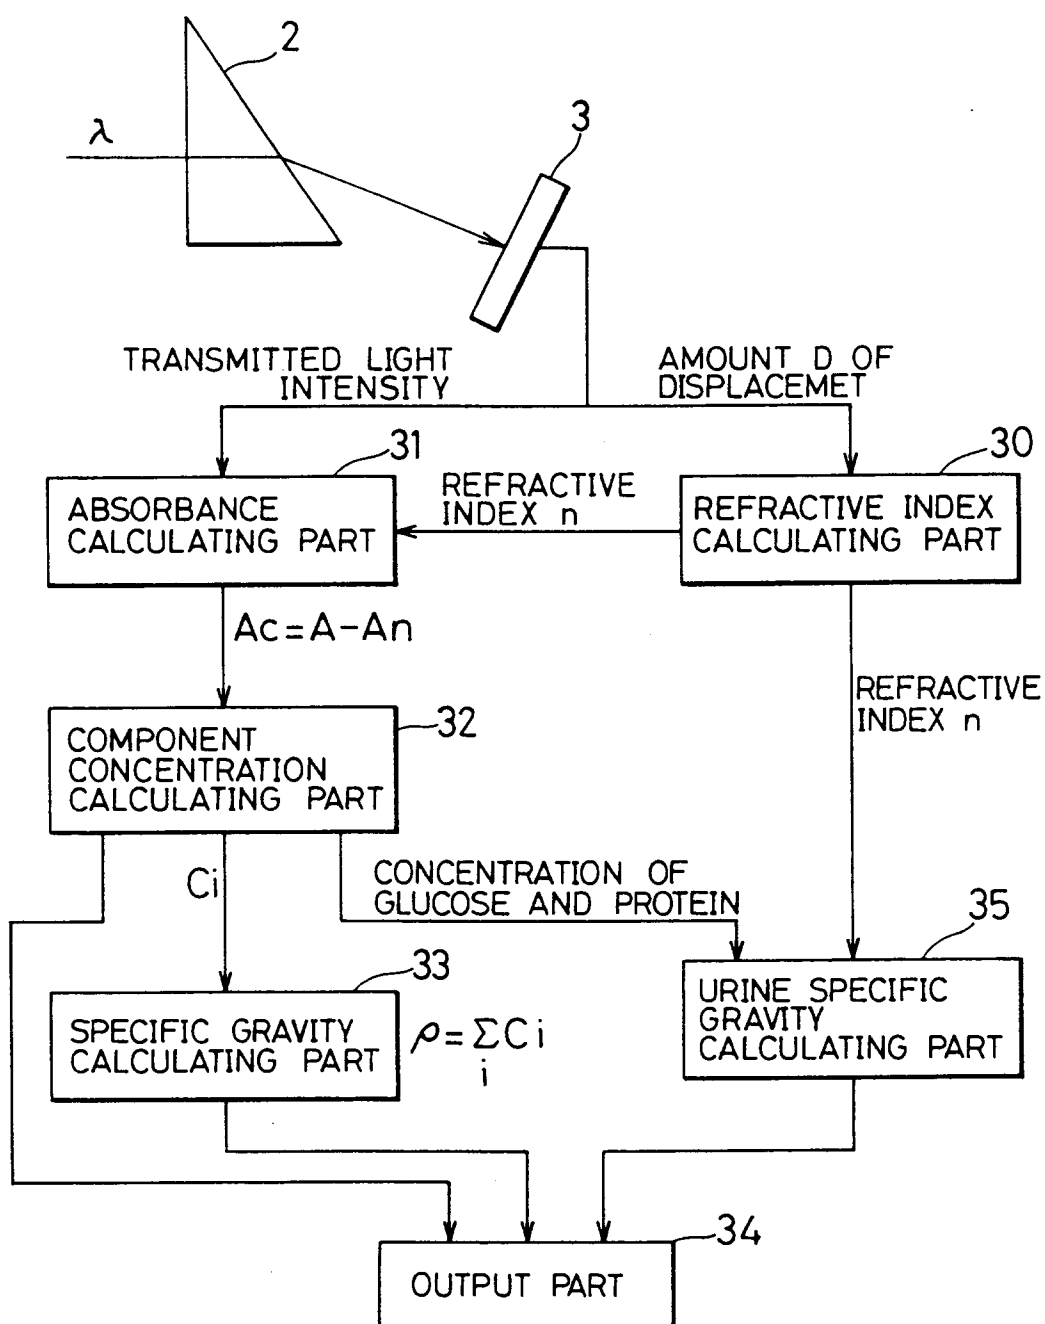 2
λ
3
TRANSMITTED LIGHT
INTENSITY
AMOUNT D OF
DISPLACEMET
31
30
ABSORBANCE
CALCULATING PART
REFRACTIVE
INDEX n
REFRACTIVE INDEX
CALCULATING PART
Ac=A-An
REFRACTIVE
INDEX n
32
COMPONENT
CONCENTRATION
CALCULATING PART
Ci
CONCENTRATION OF
GLUCOSE AND PROTEIN
35
33
URINE SPECIFIC
GRAVITY
CALCULATING PART
SPECIFIC GRAVITY
CALCULATING PART
ρ=ΣCi
i
34
OUTPUT PART